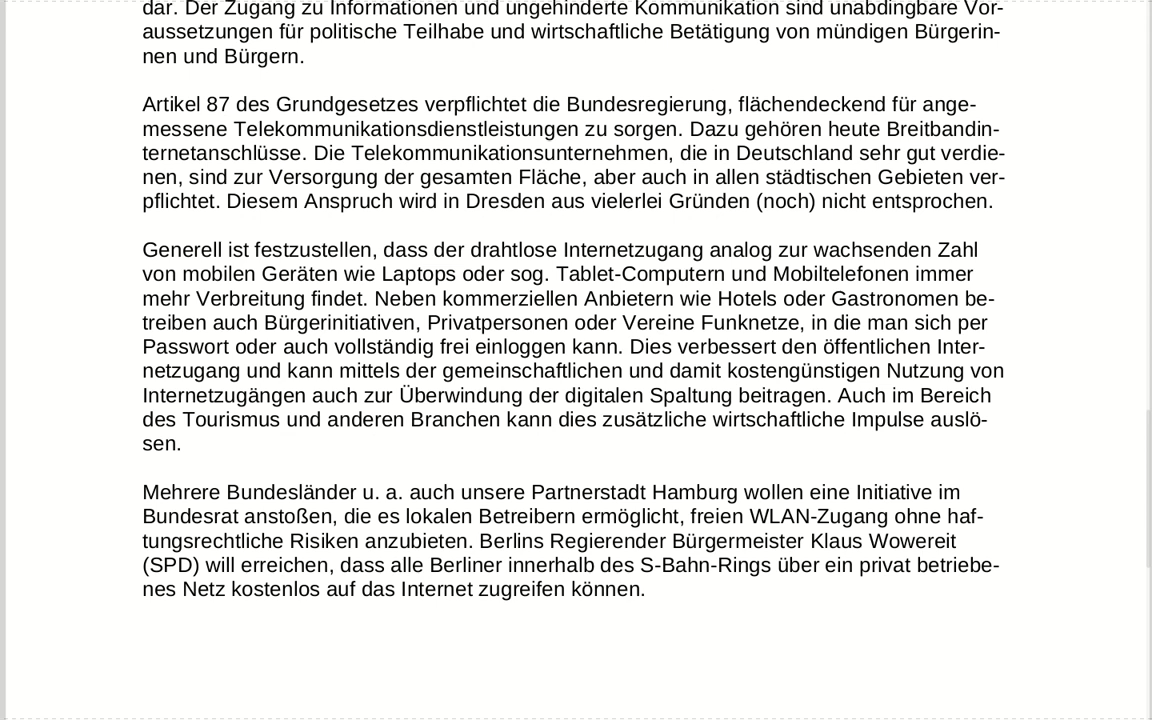 dar. Der Zugang zu Informationen und ungehinderte Kommunikation sind unabdingbare Vor-
aussetzungen für politische Teilhabe und wirtschaftliche Betätigung von mündigen Bürgerin-
nen und Bürgern.
Artikel 87 des Grundgesetzes verpflichtet die Bundesregierung, flächendeckend für ange-
messene Telekommunikationsdienstleistungen zu sorgen. Dazu gehören heute Breitbandin-
ternetanschlüsse. Die Telekommunikationsunternehmen, die in Deutschland sehr gut verdie-
nen, sind zur Versorgung der gesamten Fläche, aber auch in allen städtischen Gebieten ver-
pflichtet. Diesem Anspruch wird in Dresden aus vielerlei Gründen (noch) nicht entsprochen.
Generell ist festzustellen, dass der drahtlose Internetzugang analog zur wachsenden Zahl
von mobilen Geräten wie Laptops oder sog. Tablet-Computern und Mobiltelefonen immer
mehr Verbreitung findet. Neben kommerziellen Anbietern wie Hotels oder Gastronomen be-
treiben auch Bürgerinitiativen, Privatpersonen oder Vereine Funknetze, in die man sich per
Passwort oder auch vollständig frei einloggen kann. Dies verbessert den öffentlichen Inter-
netzugang und kann mittels der gemeinschaftlichen und damit kostengünstigen Nutzung von
Internetzugängen auch zur Überwindung der digitalen Spaltung beitragen. Auch im Bereich
des Tourismus und anderen Branchen kann dies zusätzliche wirtschaftliche Impulse auslö-
sen.
Mehrere Bundesländer u. a. auch unsere Partnerstadt Hamburg wollen eine Initiative im
Bundesrat anstoßen, die es lokalen Betreibern ermöglicht, freien WLAN-Zugang ohne haf-
tungsrechtliche Risiken anzubieten. Berlins Regierender Bürgermeister Klaus Wowereit
(SPD) will erreichen, dass alle Berliner innerhalb des S-Bahn-Rings über ein privat betriebe-
nes Netz kostenlos auf das Internet zugreifen können.